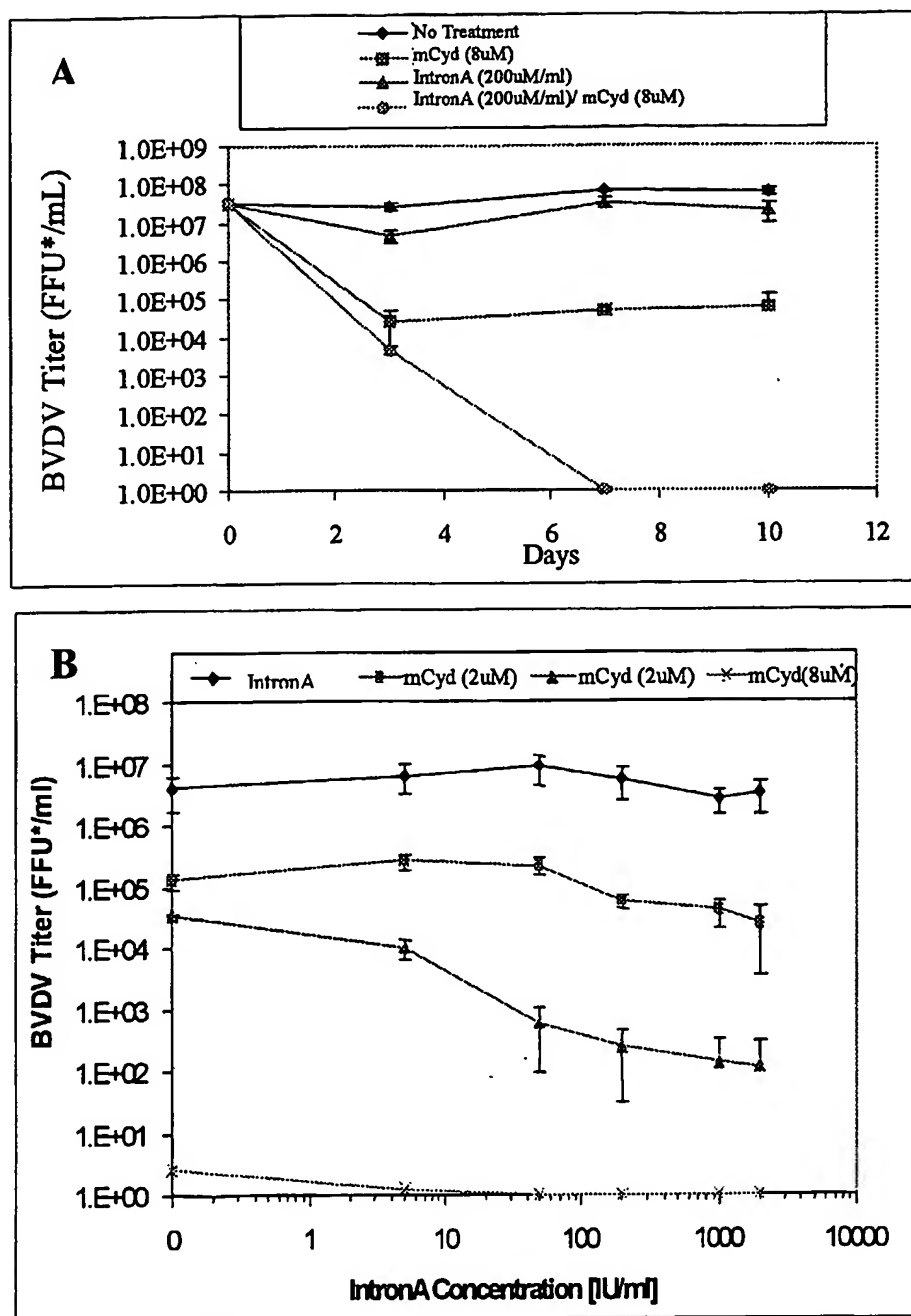 A
No Treatment
mCyd (8uM)
IntronA (200uM/ml)
IntronA (200uM/ml)/ mCyd (8uM)
BVDV Titer (FFU*/mL)
1.0E+09
1.0E+08
1.0E+07
1.0E+06
1.0E+05
1.0E+04
1.0E+03
1.0E+02
1.0E+01
1.0E+00
0 2 4 6 8 10 12
Days
B
IntronA mCyd (2uM) mCyd (2uM) mCyd(8uM)
BVDV Titer (FFU*/ml)
1.E+08
1.E+07
1.E+06
1.E+05
1.E+04
1.E+03
1.E+02
1.E+01
1.E+00
0 1 10 100 1000 10000
IntronA Concentration [IU/ml]